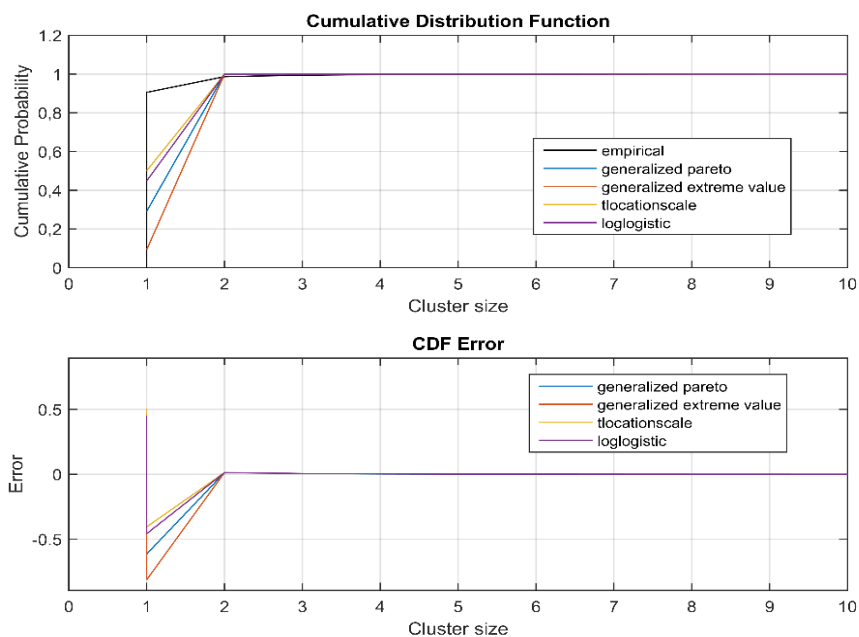 Cumulative Distribution Function
1.2
1
0.8
0.6
0.4
0.2
0
Cumulative Probability
empirical
generalized pareto
generalized extreme value
tlocationscale
loglogistic
0 1 2 3 4 5 6 7 8 9 10
Cluster size
CDF Error
0.5
0
-0.5
Error
generalized pareto
generalized extreme value
tlocationscale
loglogistic
0 1 2 3 4 5 6 7 8 9 10
Cluster size